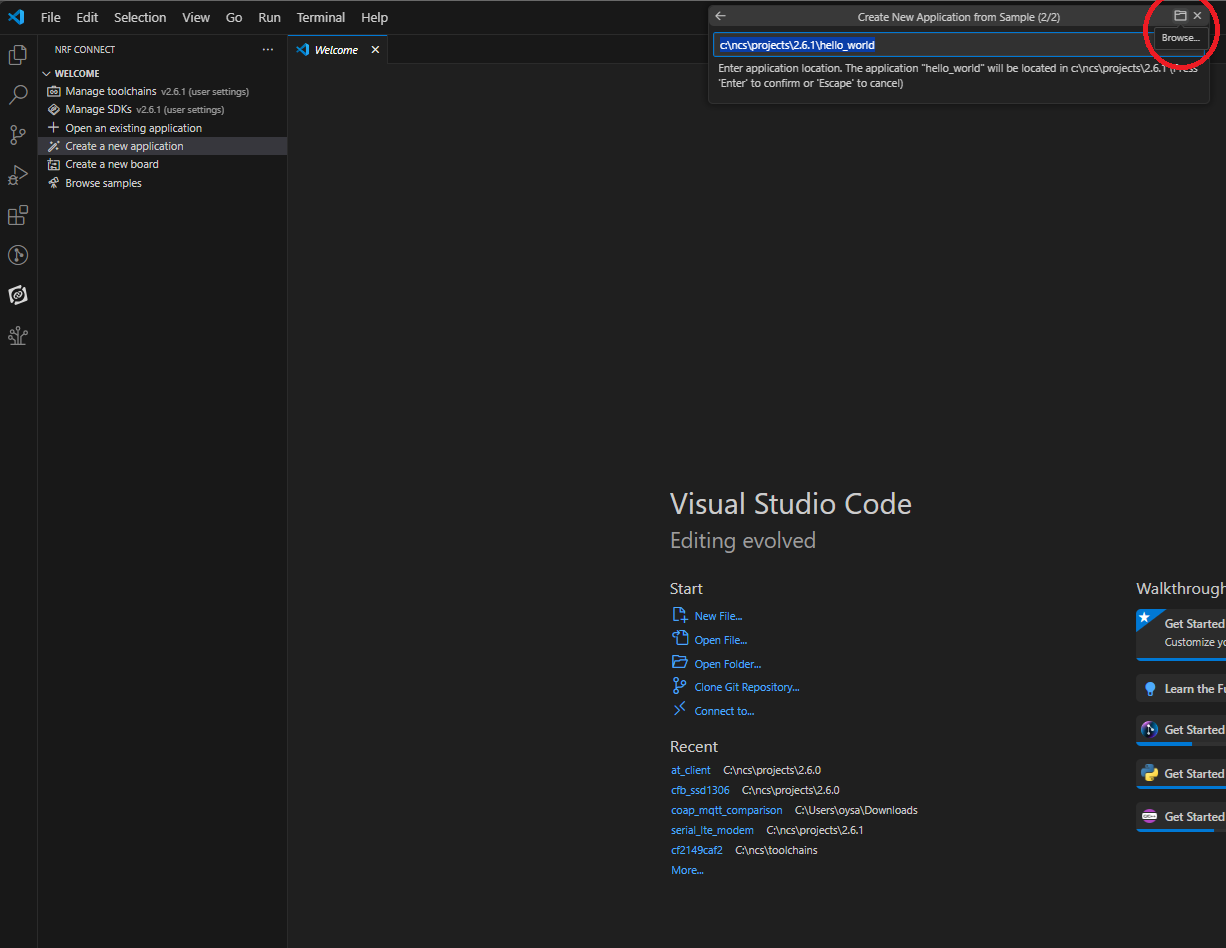 File Edit Selection View Go Run Terminal Help
Create New Application from Sample (2/2)
Browse...
c:\ncs\projects\2.6.1\hello_world
Enter application location. The application "hello_world" will be located in c:\ncs\projects\2.6.1 (Press
'Enter' to confirm or 'Escape' to cancel)
NRF CONNECT
Welcome
WELCOME
Manage toolchains v2.6.1 (user settings)
Manage SDKs v2.6.1 (user settings)
Open an existing application
Create a new application
Create a new board
Browse samples
Visual Studio Code
Editing evolved
Start
New File...
Open File...
Open Folder...
Clone Git Repository...
Connect to...
Recent
at_client C:\ncs\projects\2.6.0
cfb_ssd1306 C:\ncs\projects\2.6.0
coap_mqtt_comparison C:\Users\oysa\Downloads
serial_lte_modem C:\ncs\projects\2.6.1
cf2149caf2 C:\ncs\toolchains
More...
Walkthrough
Get Started
Customize yo
Learn the Fu
Get Started
Get Started
Get Started